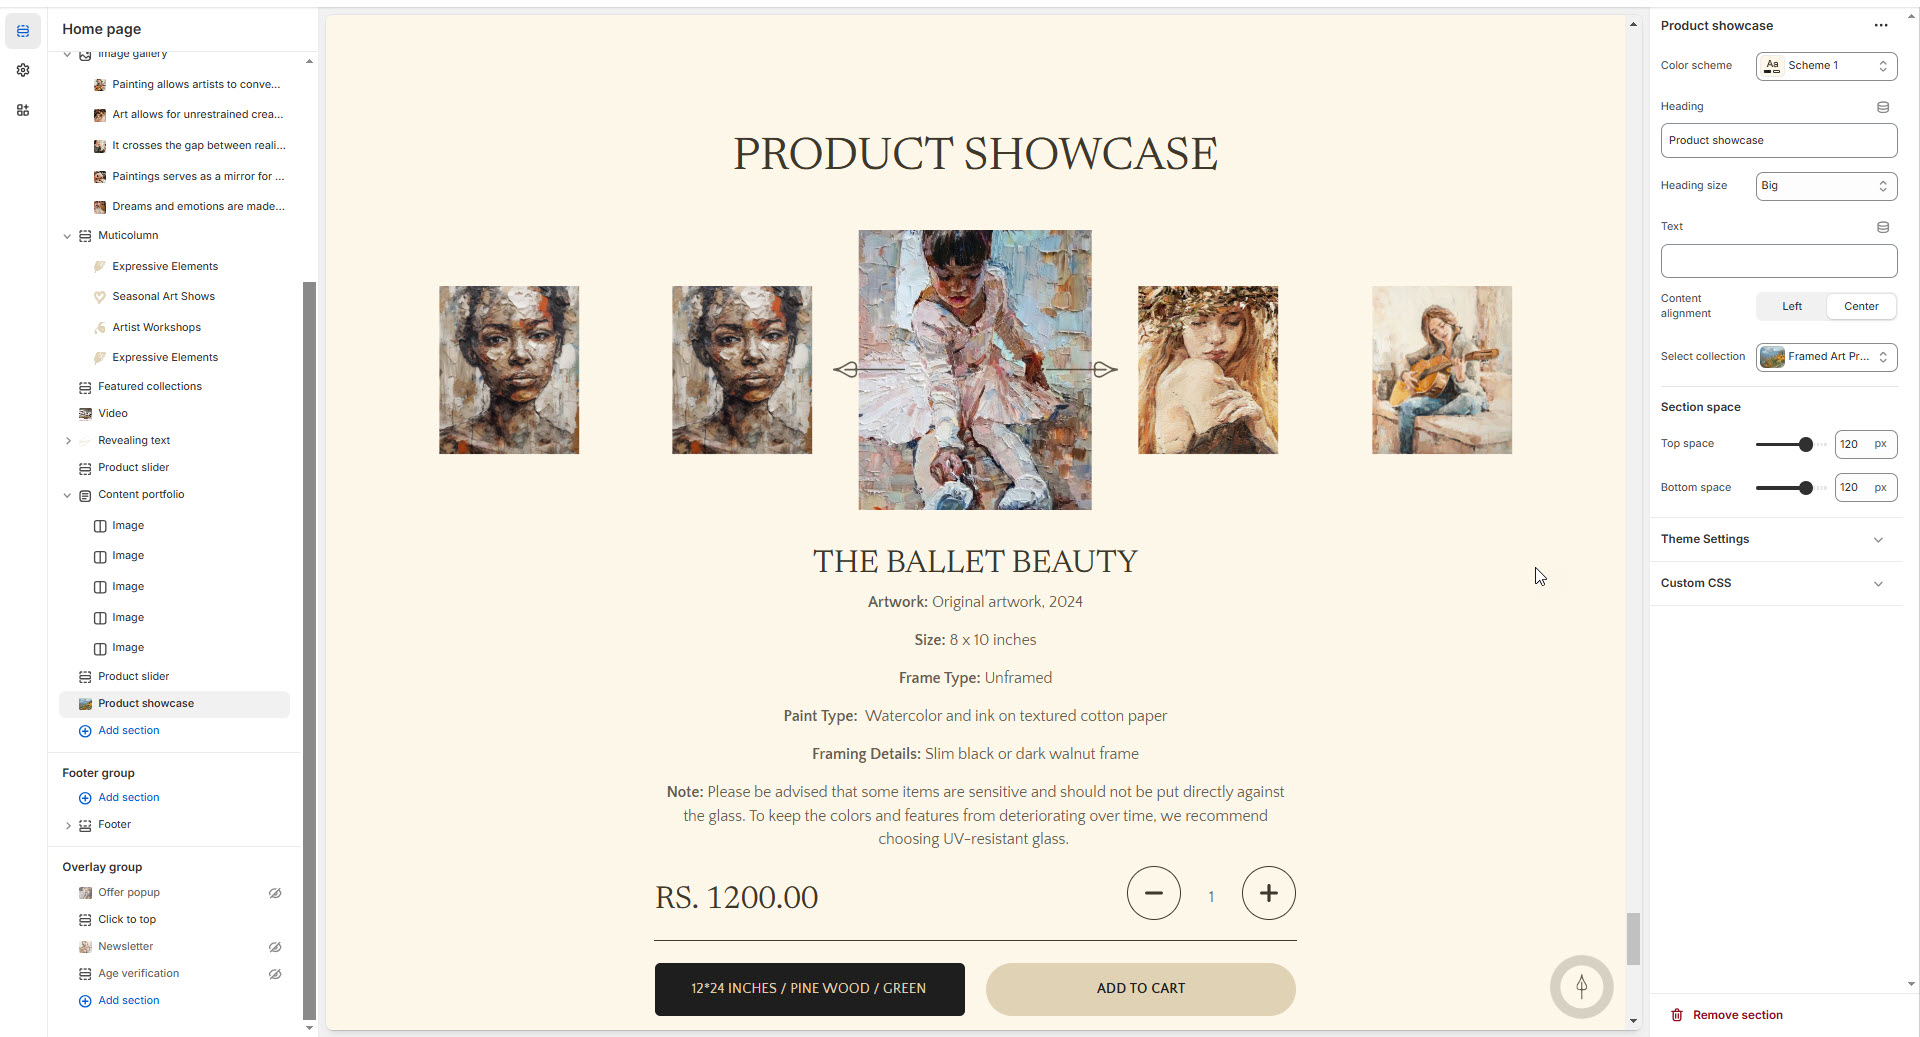 Home page
Image gallery
Painting allows artists to conve...
Art allows for unrestrained crea...
It crosses the gap between reali...
Paintings serves as a mirror for ...
Dreams and emotions are made...
Muticolumn
Expressive Elements
Seasonal Art Shows
Artist Workshops
Expressive Elements
Featured collections
Video
Revealing text
Product slider
Content portfolio
Image
Image
Image
Image
Image
Product slider
Product showcase
Add section
Footer group
Add section
Footer
Overlay group
Offer popup
Click to top
Newsletter
Age verification
Add section
PRODUCT SHOWCASE
THE BALLET BEAUTY
Artwork: Original artwork, 2024
Size: 8 x 10 inches
Frame Type: Unframed
Paint Type: Watercolor and ink on textured cotton paper
Framing Details: Slim black or dark walnut frame
Note: Please be advised that some items are sensitive and should not be put directly against
the glass. To keep the colors and features from deteriorating over time, we recommend
choosing UV-resistant glass.
RS. 1200.00
1
12*24 INCHES / PINE WOOD / GREEN
ADD TO CART
Product showcase
Color scheme
Aa
Scheme 1
Heading
Product showcase
Heading size
Big
Text
Content
alignment
Left
Center
Select collection
Framed Art Pr...
Section space
Top space
120 px
Bottom space
120 px
Theme Settings
Custom CSS
Remove section